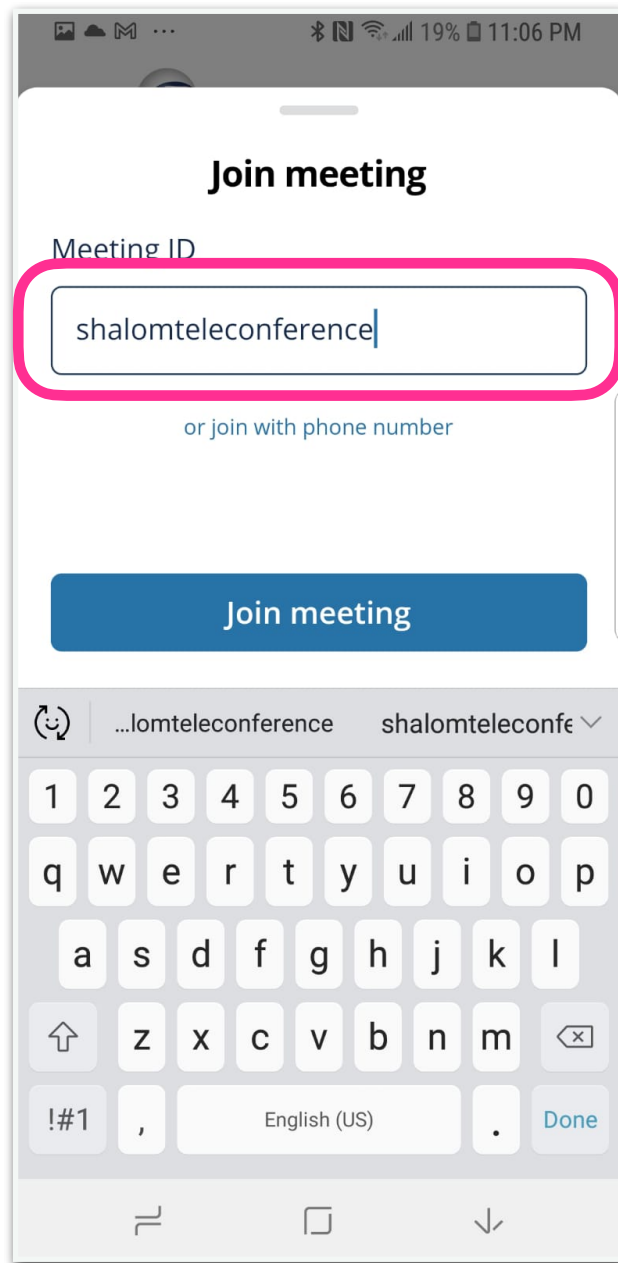 ... 19% 11:06 PM
Join meeting
Meeting ID
shalomteleconference
or join with phone number
Join meeting
...lomteleconference shalomteleconfe
1 2 3 4 5 6 7 8 9 0
q w e r t y u i o p
a s d f g h j k l
z x c v b n m
!#1 , English (US) . Done